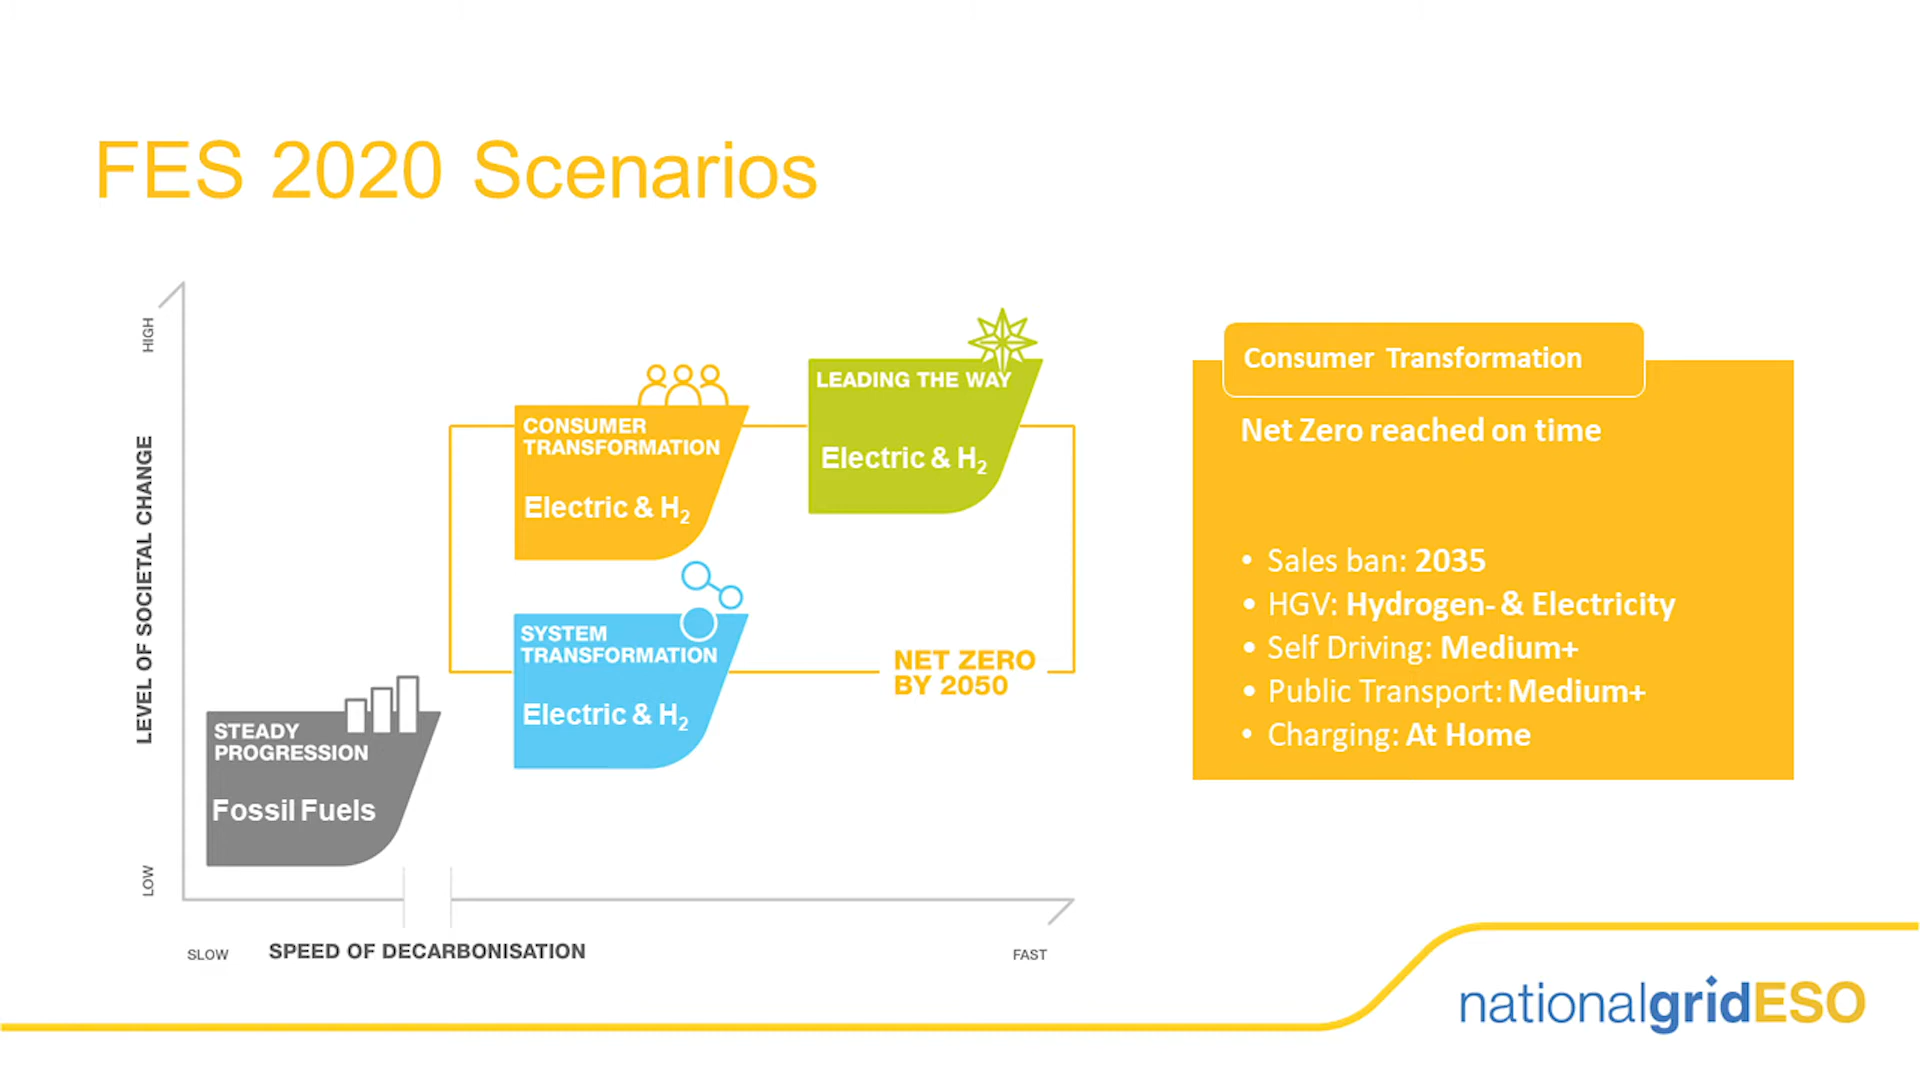 FES 2020 Scenarios
HIGH
LEVEL OF SOCIETAL CHANGE
LOW
CONSUMER
TRANSFORMATION
Electric & H₂
LEADING THE WAY
Electric & H₂
SYSTEM
TRANSFORMATION
Electric & H₂
NET ZERO
BY 2050
STEADY
PROGRESSION
Fossil Fuels
SLOW
SPEED OF DECARBONISATION
FAST
Consumer Transformation
Net Zero reached on time
• Sales ban: 2035
• HGV: Hydrogen- & Electricity
• Self Driving: Medium+
• Public Transport: Medium+
• Charging: At Home
nationalgridESO